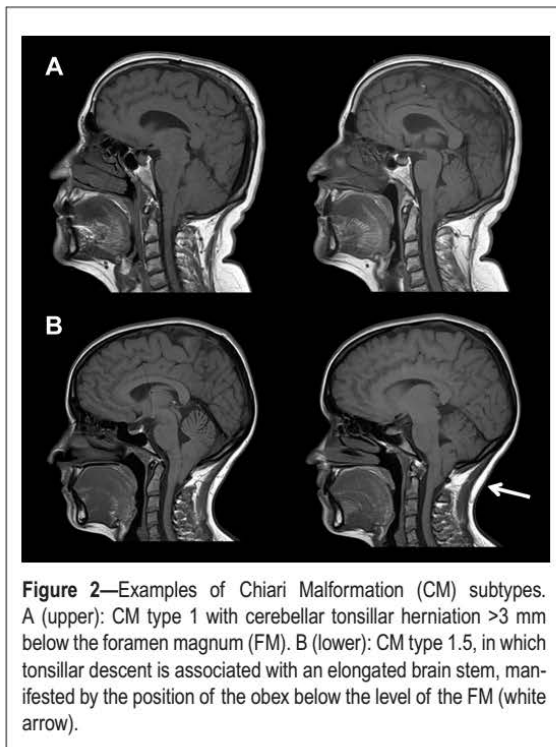 A
B
Figure 2—Examples of Chiari Malformation (CM) subtypes.
A (upper): CM type 1 with cerebellar tonsillar herniation >3 mm
below the foramen magnum (FM). B (lower): CM type 1.5, in which
tonsillar descent is associated with an elongated brain stem, man-
ifested by the position of the obex below the level of the FM (white
arrow).